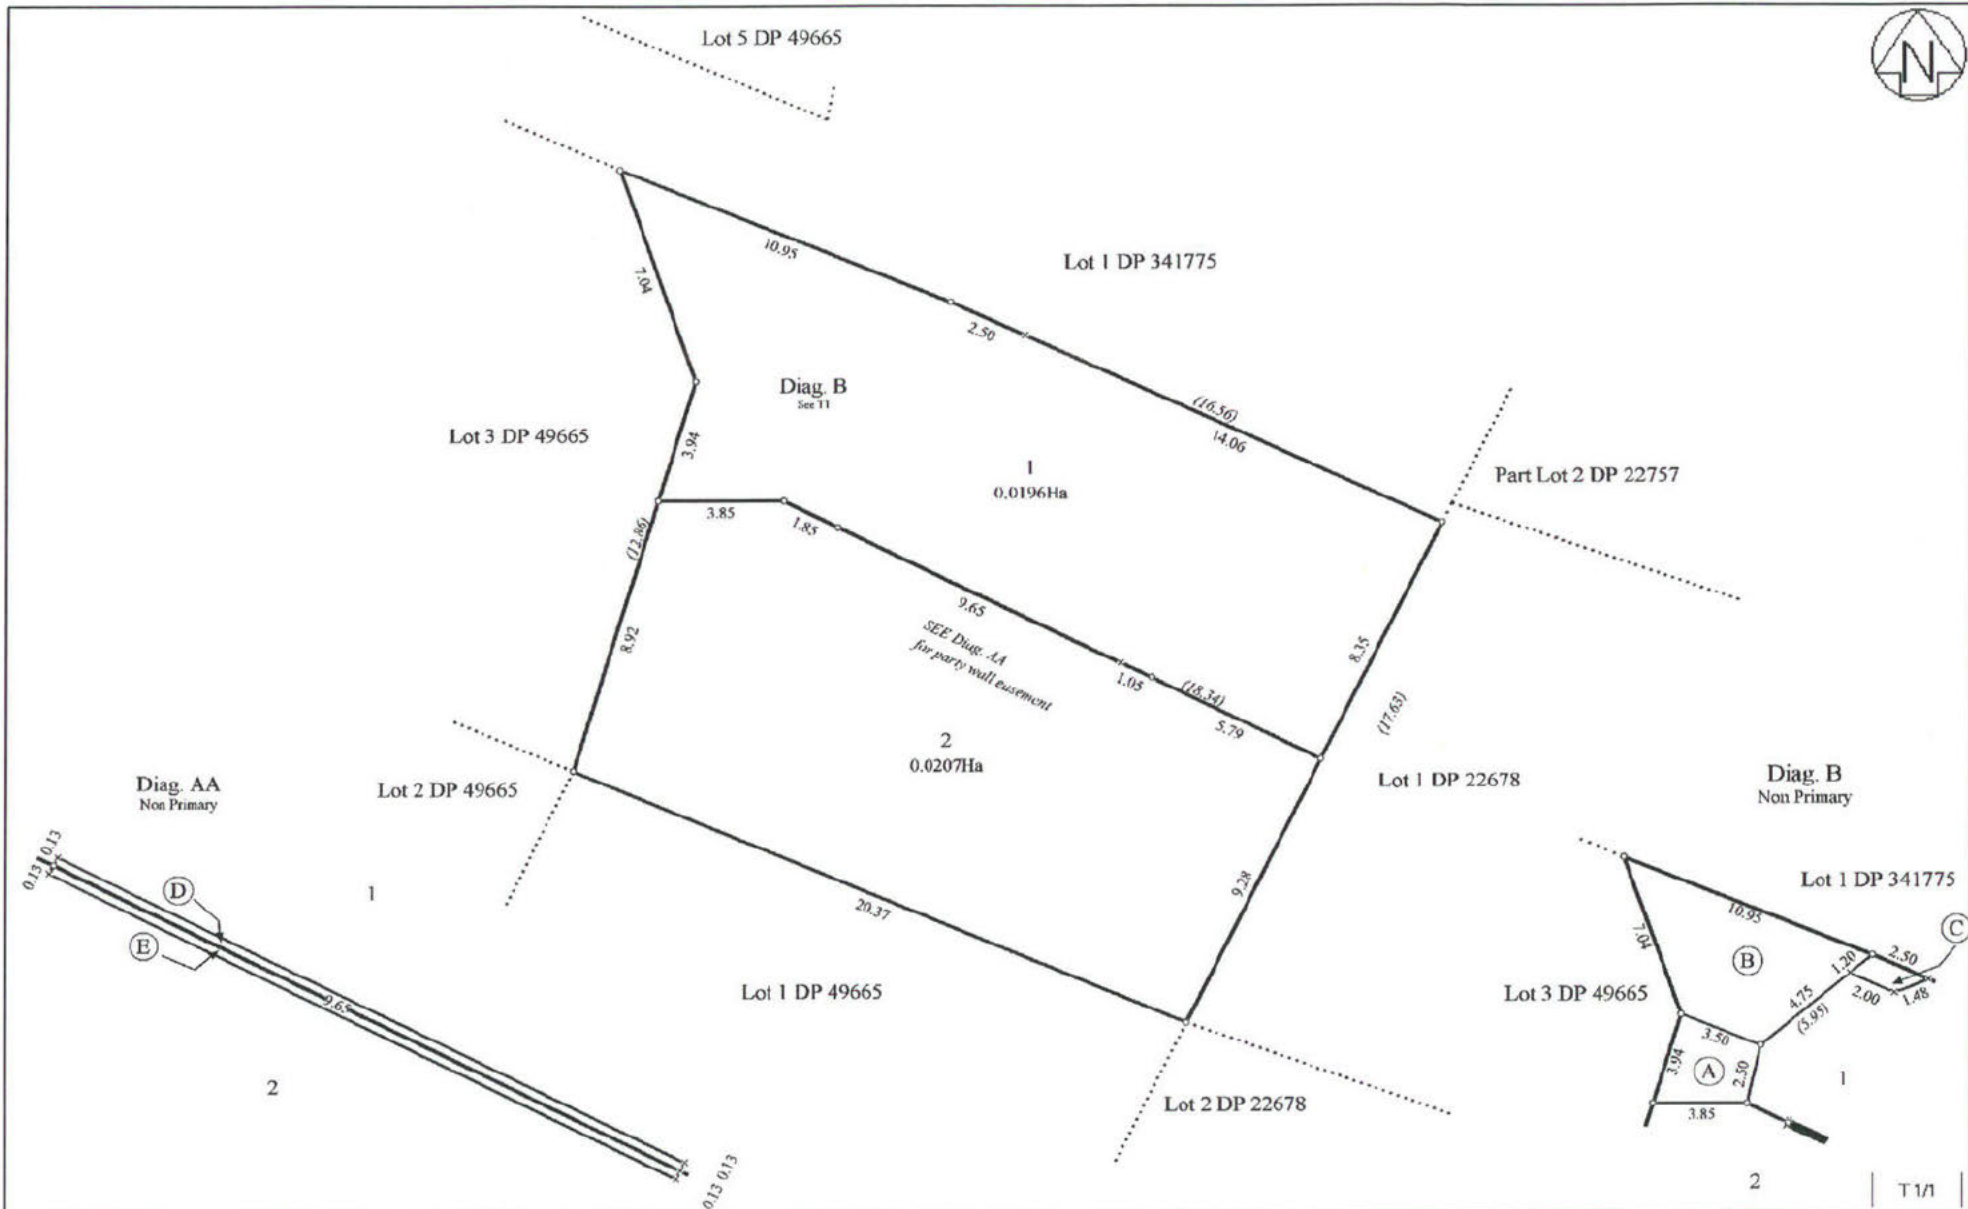 Lot 5 DP 49665
N
10.95
Lot 1 DP 341775
7.04
2.50
Diag. B
See T1
(16.56)
14.06
Lot 3 DP 49665
3.94
1
0.0196Ha
Part Lot 2 DP 22757
3.85
1.85
(12.86)
9.65
SEE Diag. AA
for party wall easement
8.92
8.35
1.05
(18.34)
5.79
(17.63)
2
0.0207Ha
Lot 1 DP 22678
Diag. AA
Non Primary
Lot 2 DP 49665
Diag. B
Non Primary
0.13
0.13
D
E
1
9.65
2
20.37
9.28
Lot 1 DP 49665
Lot 2 DP 22678
0.13
0.13
Lot 1 DP 341775
10.95
C
7.04
B
1.20
2.50
Lot 3 DP 49665
4.75
(5.95)
2.00
1.48
3.50
3.94
A
2.50
1
3.85
2
T 1/1